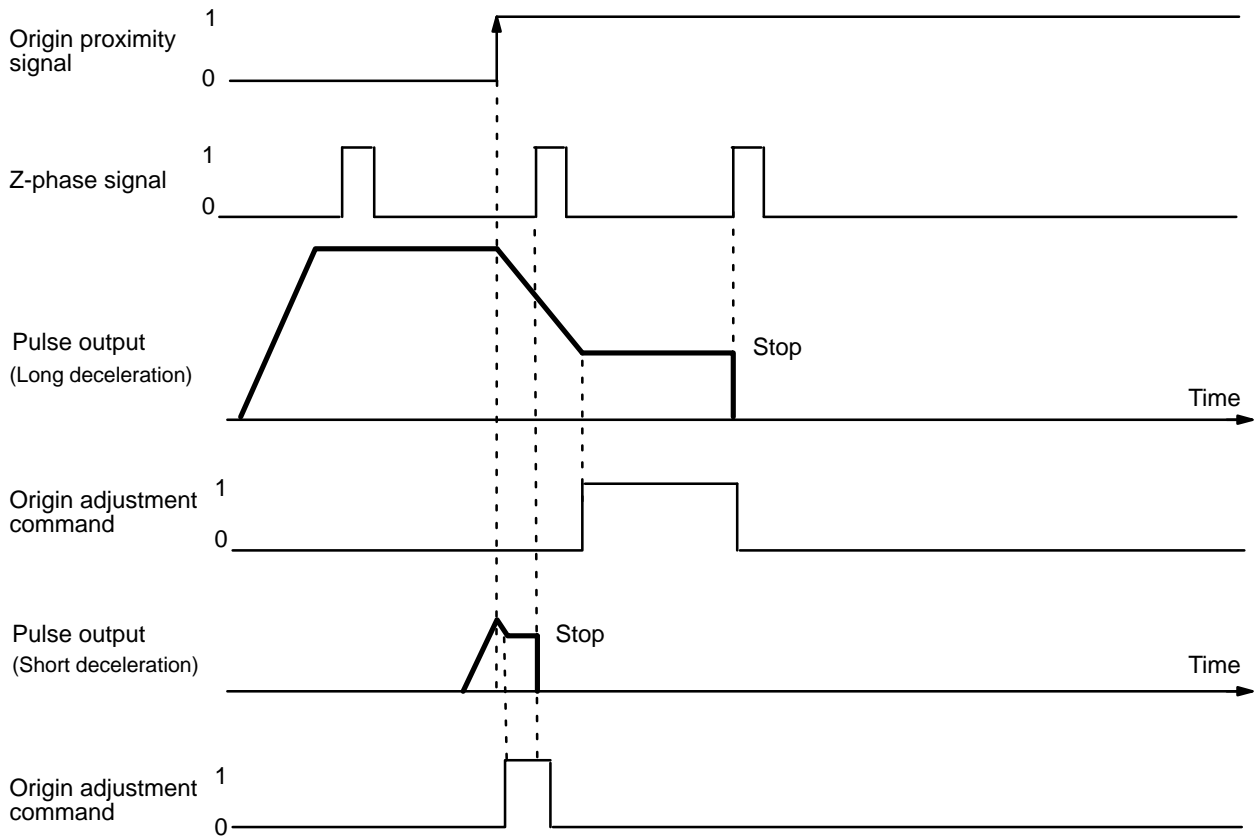 1
Origin proximity
signal
0
1
Z-phase signal
0
Pulse output
(Long deceleration)
Stop
Time
Origin adjustment
command
1
0
Pulse output
(Short deceleration)
Stop
Time
Origin adjustment
command
1
0